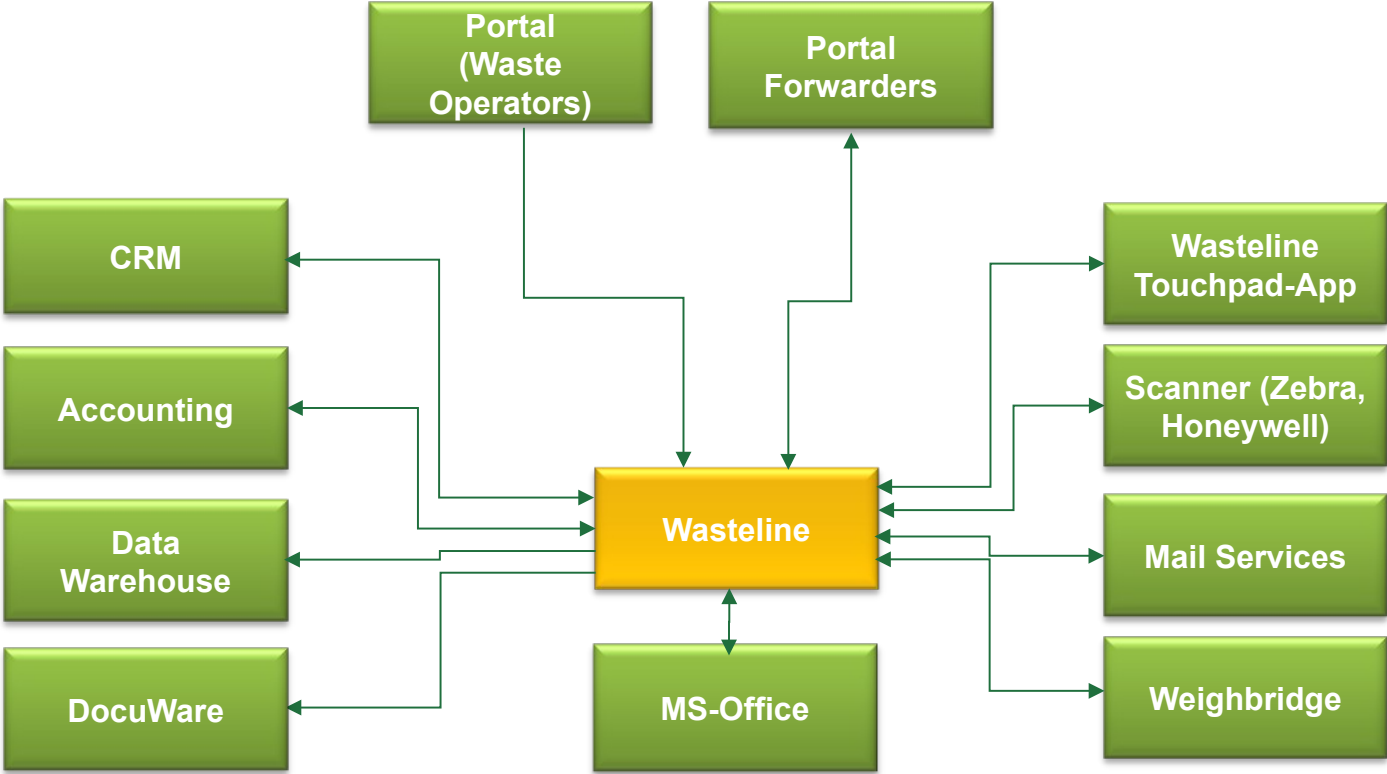 Portal
(Waste
Operators)
Portal
Forwarders
CRM
Accounting
Data
Warehouse
DocuWare
Wasteline
MS-Office
Wasteline
Touchpad-App
Scanner (Zebra,
Honeywell)
Mail Services
Weighbridge